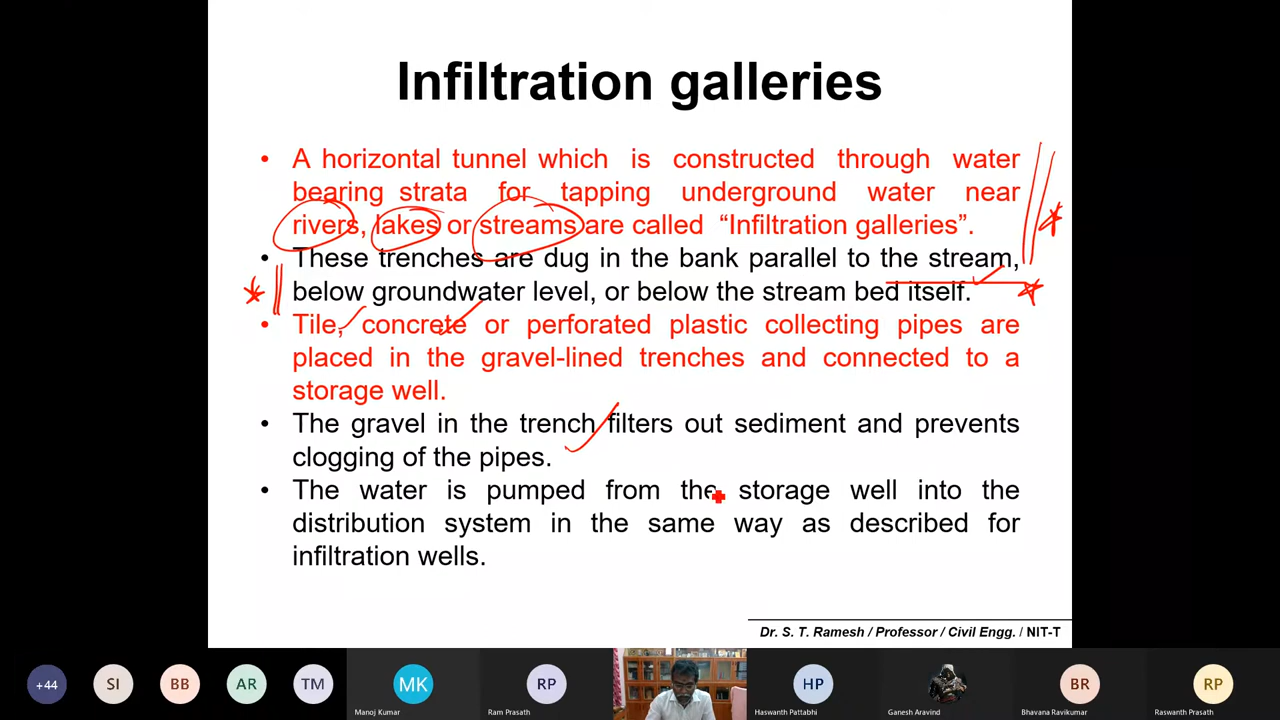 Infiltration galleries
• A horizontal tunnel which is constructed through water
bearing strata for tapping underground water near
rivers, lakes or streams are called “Infiltration galleries”.
• These trenches are dug in the bank parallel to the stream,
below groundwater level, or below the stream bed itself.
• Tile, concrete or perforated plastic collecting pipes are
placed in the gravel-lined trenches and connected to a
storage well.
• The gravel in the trench filters out sediment and prevents
clogging of the pipes.
• The water is pumped from the storage well into the
distribution system in the same way as described for
infiltration wells.
Dr. S. T. Ramesh / Professor / Civil Engg. / NIT-T
+44 SI BB AR TM MK RP HP BR RP
Manoj Kumar Ram Prasath Haswanth Pattabhi Ganesh Aravind Bhavana Ravikumar Raswanth Prasath